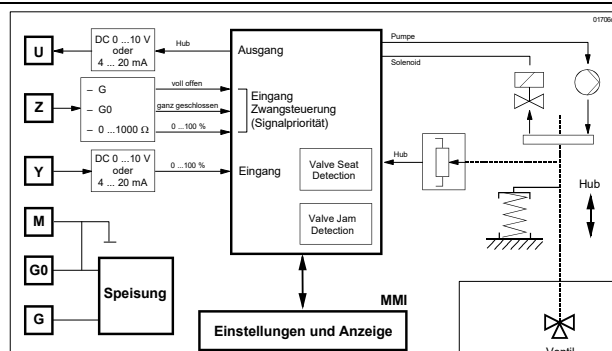 01706
Pumpe
Solenoid
U
DC 0 ...10 V
oder
4 ... 20 mA
Hub
Ausgang
Z
– G
– G0
– 0 ...1000 Ω
voll offen
ganz geschlossen
0 ...100 %
Eingang
Zwangsteuerung
(Signalpriorität)
Y
DC 0 ...10 V
oder
4 ... 20 mA
0 ...100 %
Eingang
Valve Seat
Detection
Valve Jam
Detection
Hub
Hub
M
G0
G
Speisung
MMI
Einstellungen und Anzeige
Ventil